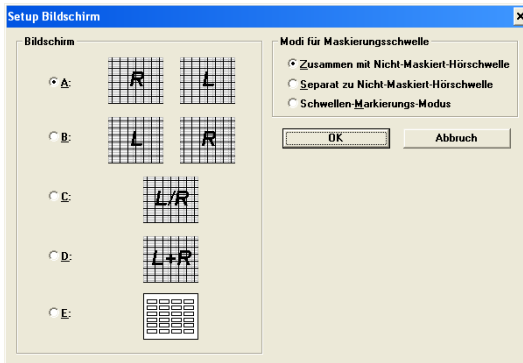 Setup Bildschirm
Bildschirm
A:
R L
B:
L R
C:
L/R
D:
L+R
E:
Modi für Maskierungsschwelle
Zusammen mit Nicht-Maskiert-Hörschwelle
Separat zu Nicht-Maskiert-Hörschwelle
Schwellen-Markierungs-Modus
OK Abbruch